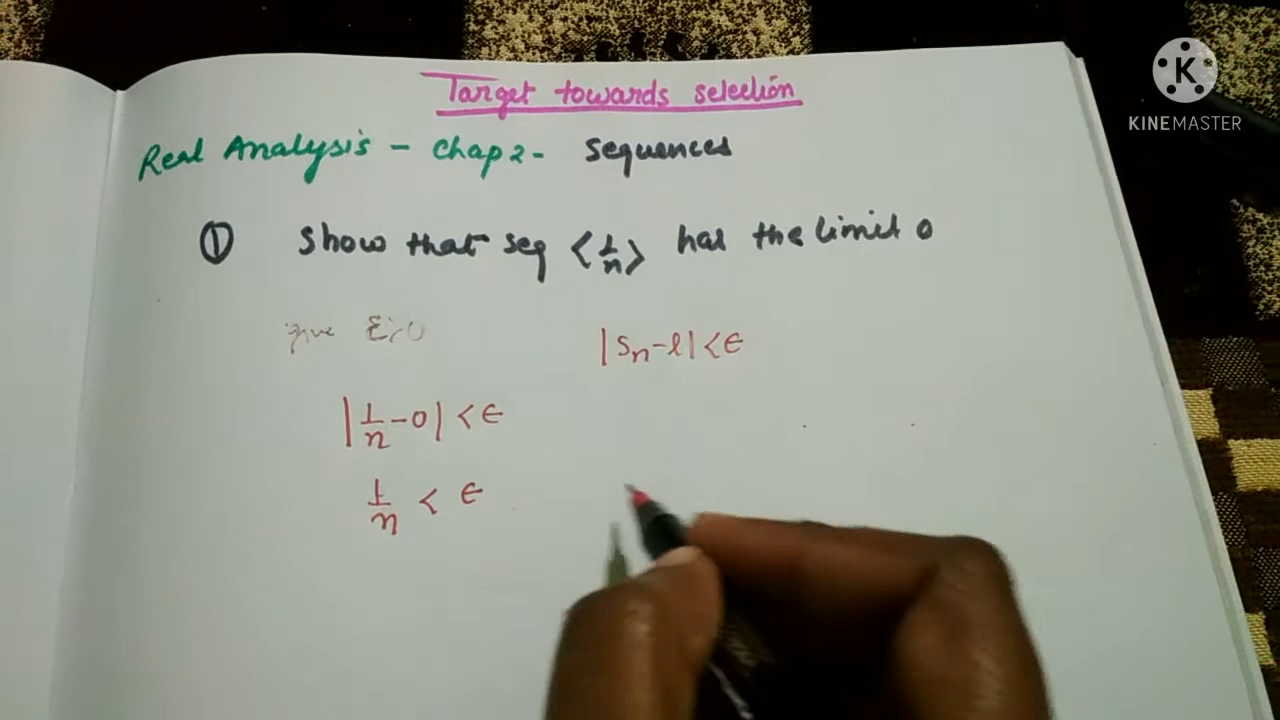 Target towards selection
K
KINEMASTER
Real Analysis - Chap 2 - Sequences
① Show that seq <1/n> has the limit 0
give ε>0
|Sn-l|<ϵ
|1/n-0|<ϵ
1/n < ϵ